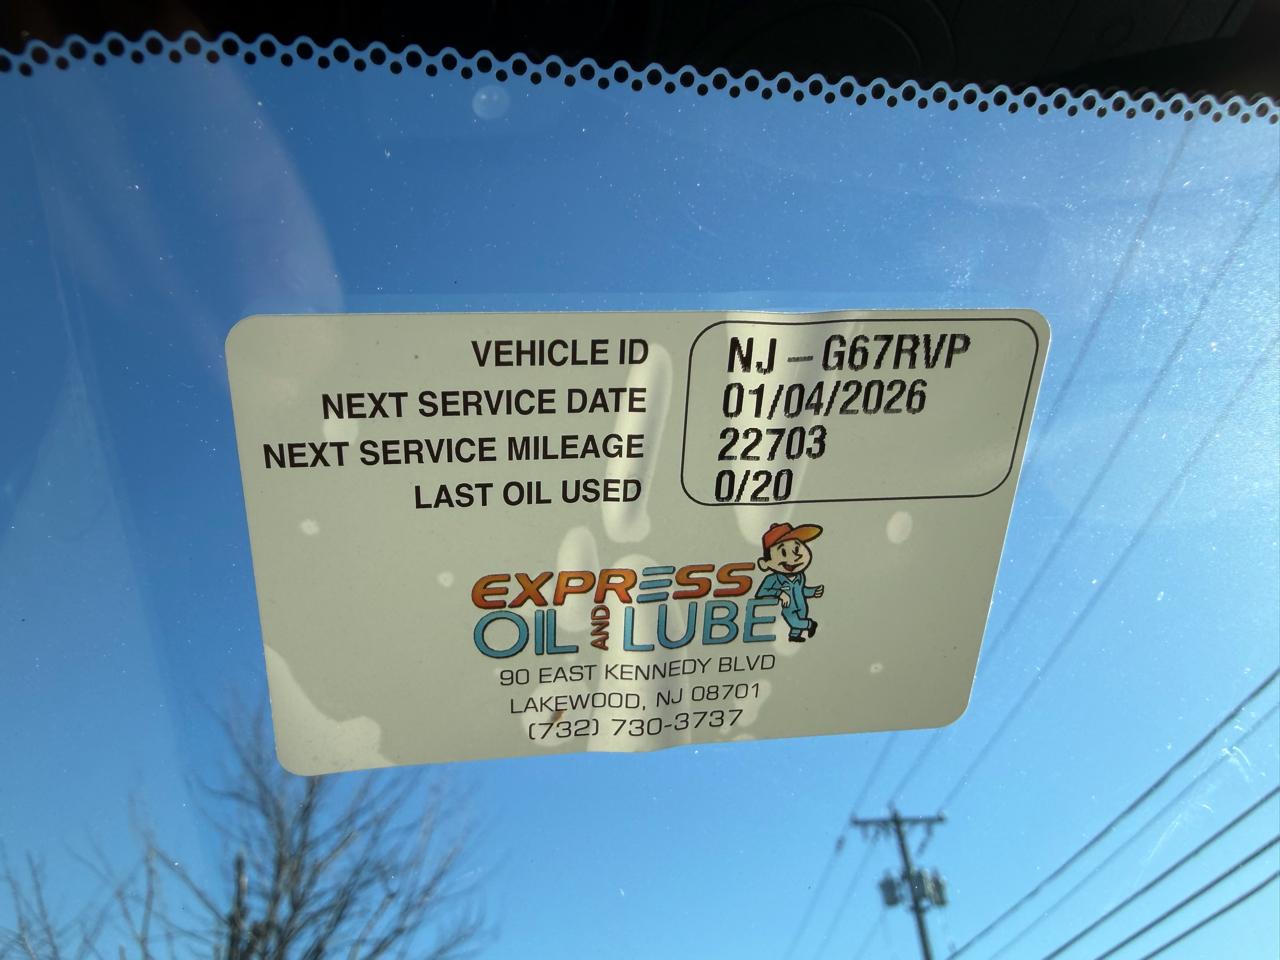 VEHICLE ID NJ-G67RVP
NEXT SERVICE DATE 01/04/2026
NEXT SERVICE MILEAGE 22703
LAST OIL USED 0/20
EXPRESS
OIL AND LUBE
90 EAST KENNEDY BLVD
LAKEWOOD, NJ 08701
(732) 730-3737